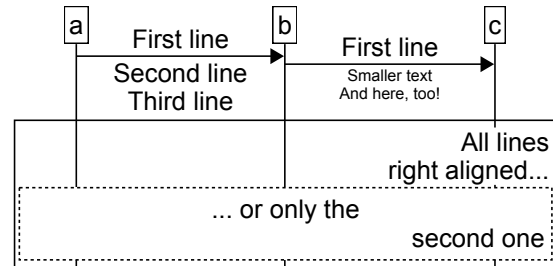 a b c
First line
Second line
Third line
First line
Smaller text
And here, too!
All lines
right aligned...
... or only the
second one